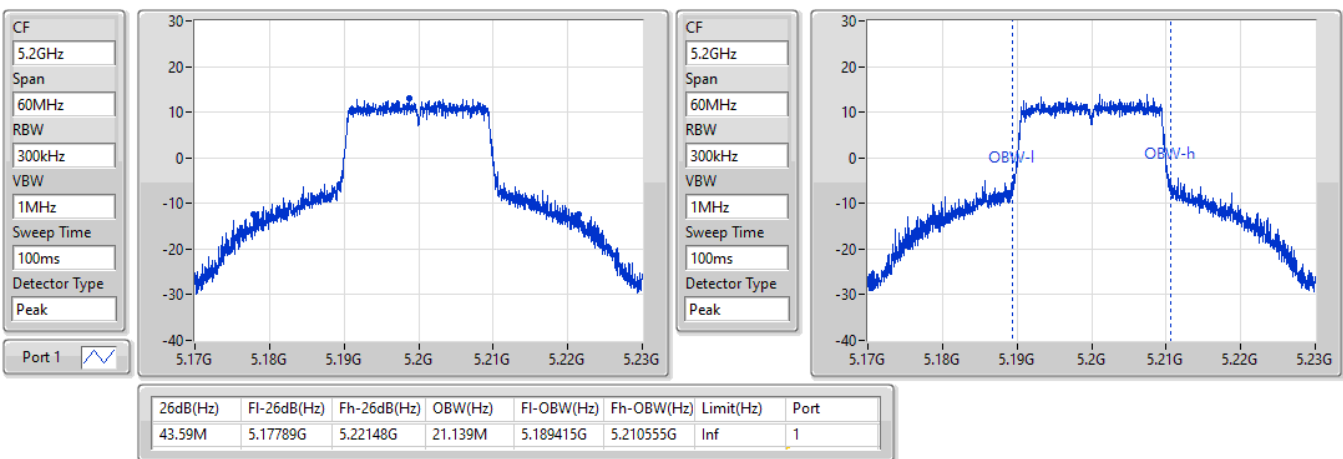 CF
5.2GHz
Span
60MHz
RBW
300kHz
VBW
1MHz
Sweep Time
100ms
Detector Type
Peak
Port 1
30
20
10
0
-10
-20
-30
-40
5.17G 5.18G 5.19G 5.2G 5.21G 5.22G 5.23G
CF
5.2GHz
Span
60MHz
RBW
300kHz
VBW
1MHz
Sweep Time
100ms
Detector Type
Peak
30
20
10
0
-10
-20
-30
-40
OBW-l OBW-h
5.17G 5.18G 5.19G 5.2G 5.21G 5.22G 5.23G
26dB(Hz) Fl-26dB(Hz) Fh-26dB(Hz) OBW(Hz) Fl-OBW(Hz) Fh-OBW(Hz) Limit(Hz) Port
43.59M 5.17789G 5.22148G 21.139M 5.189415G 5.210555G Inf 1